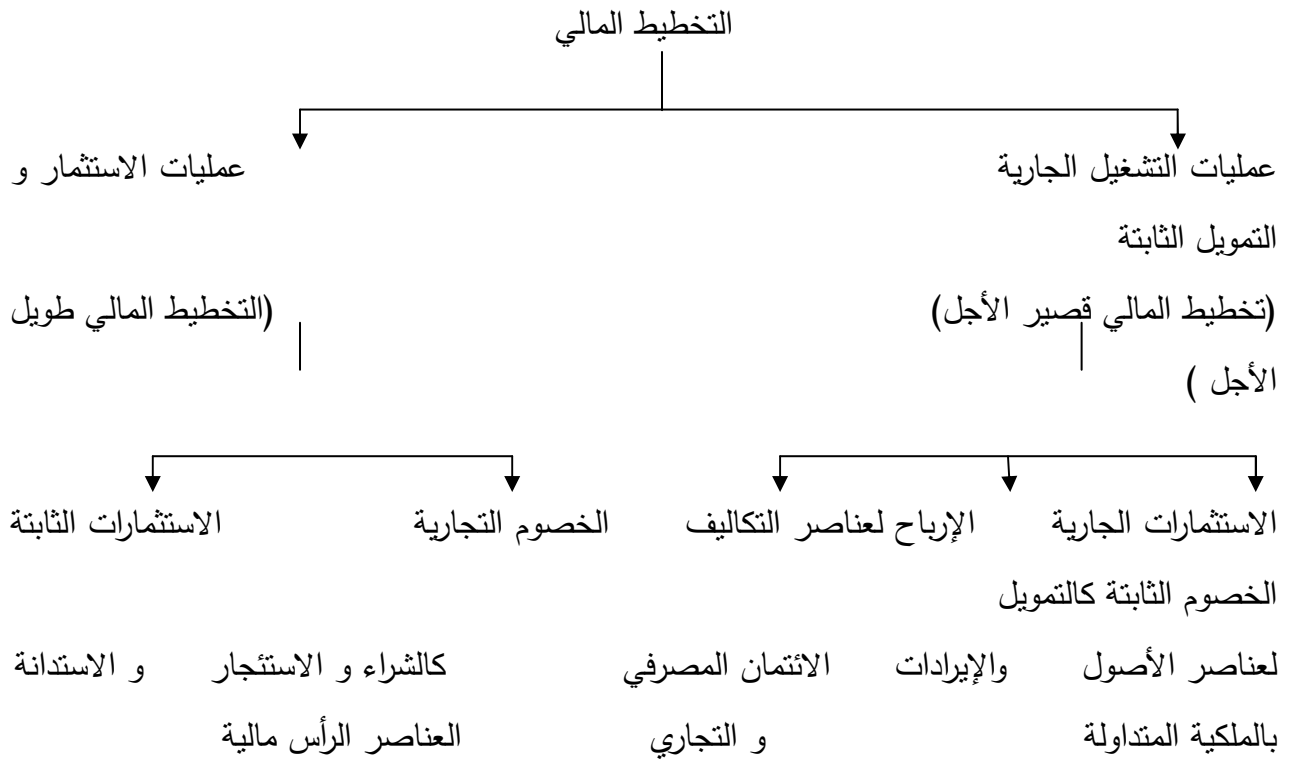 التخطيط المالي
عمليات التشغيل الجارية عمليات الاستثمار و
التمويل الثابتة
(تخطيط المالي قصير الأجل) (التخطيط المالي طويل
الأجل )
الاستثمارات الجارية الإرباح لعناصر التكاليف الخصوم التجارية الاستثمارات الثابتة
الخصوم الثابتة كالتمويل
لعناصر الأصول والإيرادات الائتمان المصرفي كالشراء و الاستئجار و الاستدانة
بالملكية المتداولة و التجاري العناصر الرأس مالية